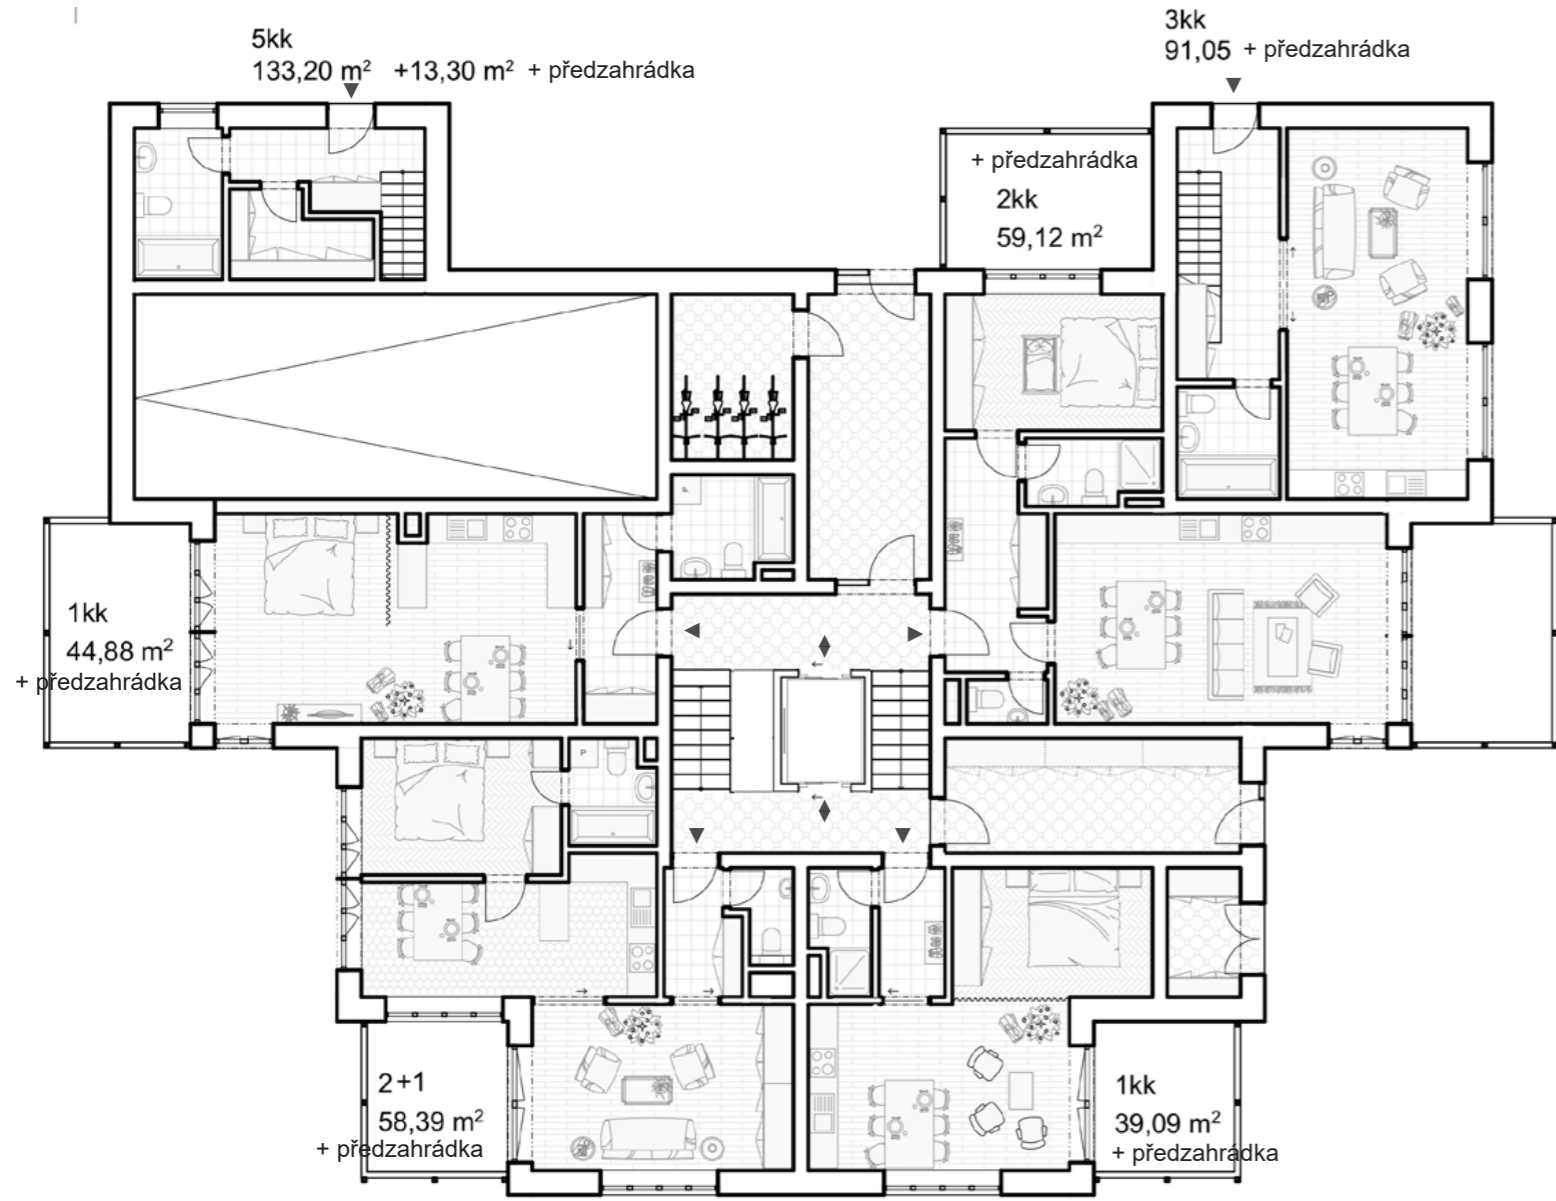 5kk
133,20 m² +13,30 m² + předzahrádka
3kk
91,05 + předzahrádka
+ předzahrádka
2kk
59,12 m²
P
1kk
44,88 m²
+ předzahrádka
P
2+1
58,39 m²
+ předzahrádka
1kk
39,09 m²
+ předzahrádka